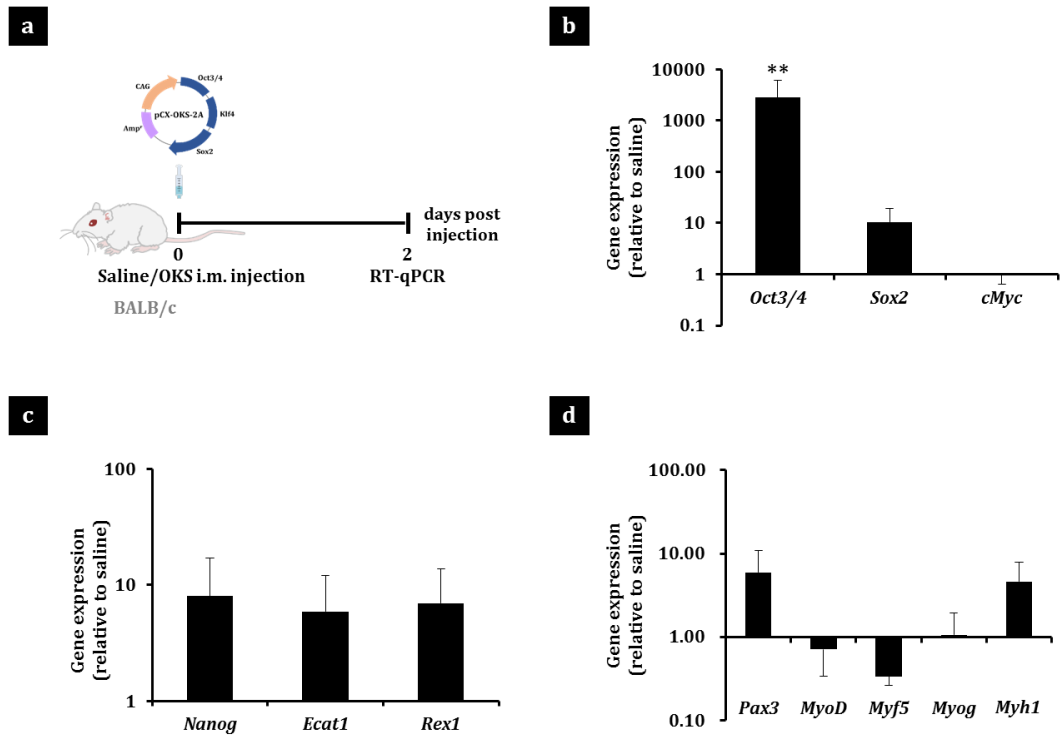 a
Oct3/4
CAG
pCX-OKS-2A
Klf4
Ampʳ
Sox2
days post
injection
0
2
Saline/OKS i.m. injection
RT-qPCR
BALB/c
b
Gene expression
(relative to saline)
10000
1000
100
10
1
0.1
**
Oct3/4
Sox2
cMyc
c
Gene expression
(relative to saline)
100
10
1
Nanog
Ecat1
Rex1
d
Gene expression
(relative to saline)
100.00
10.00
1.00
0.10
Pax3
MyoD
Myf5
Myog
Myh1